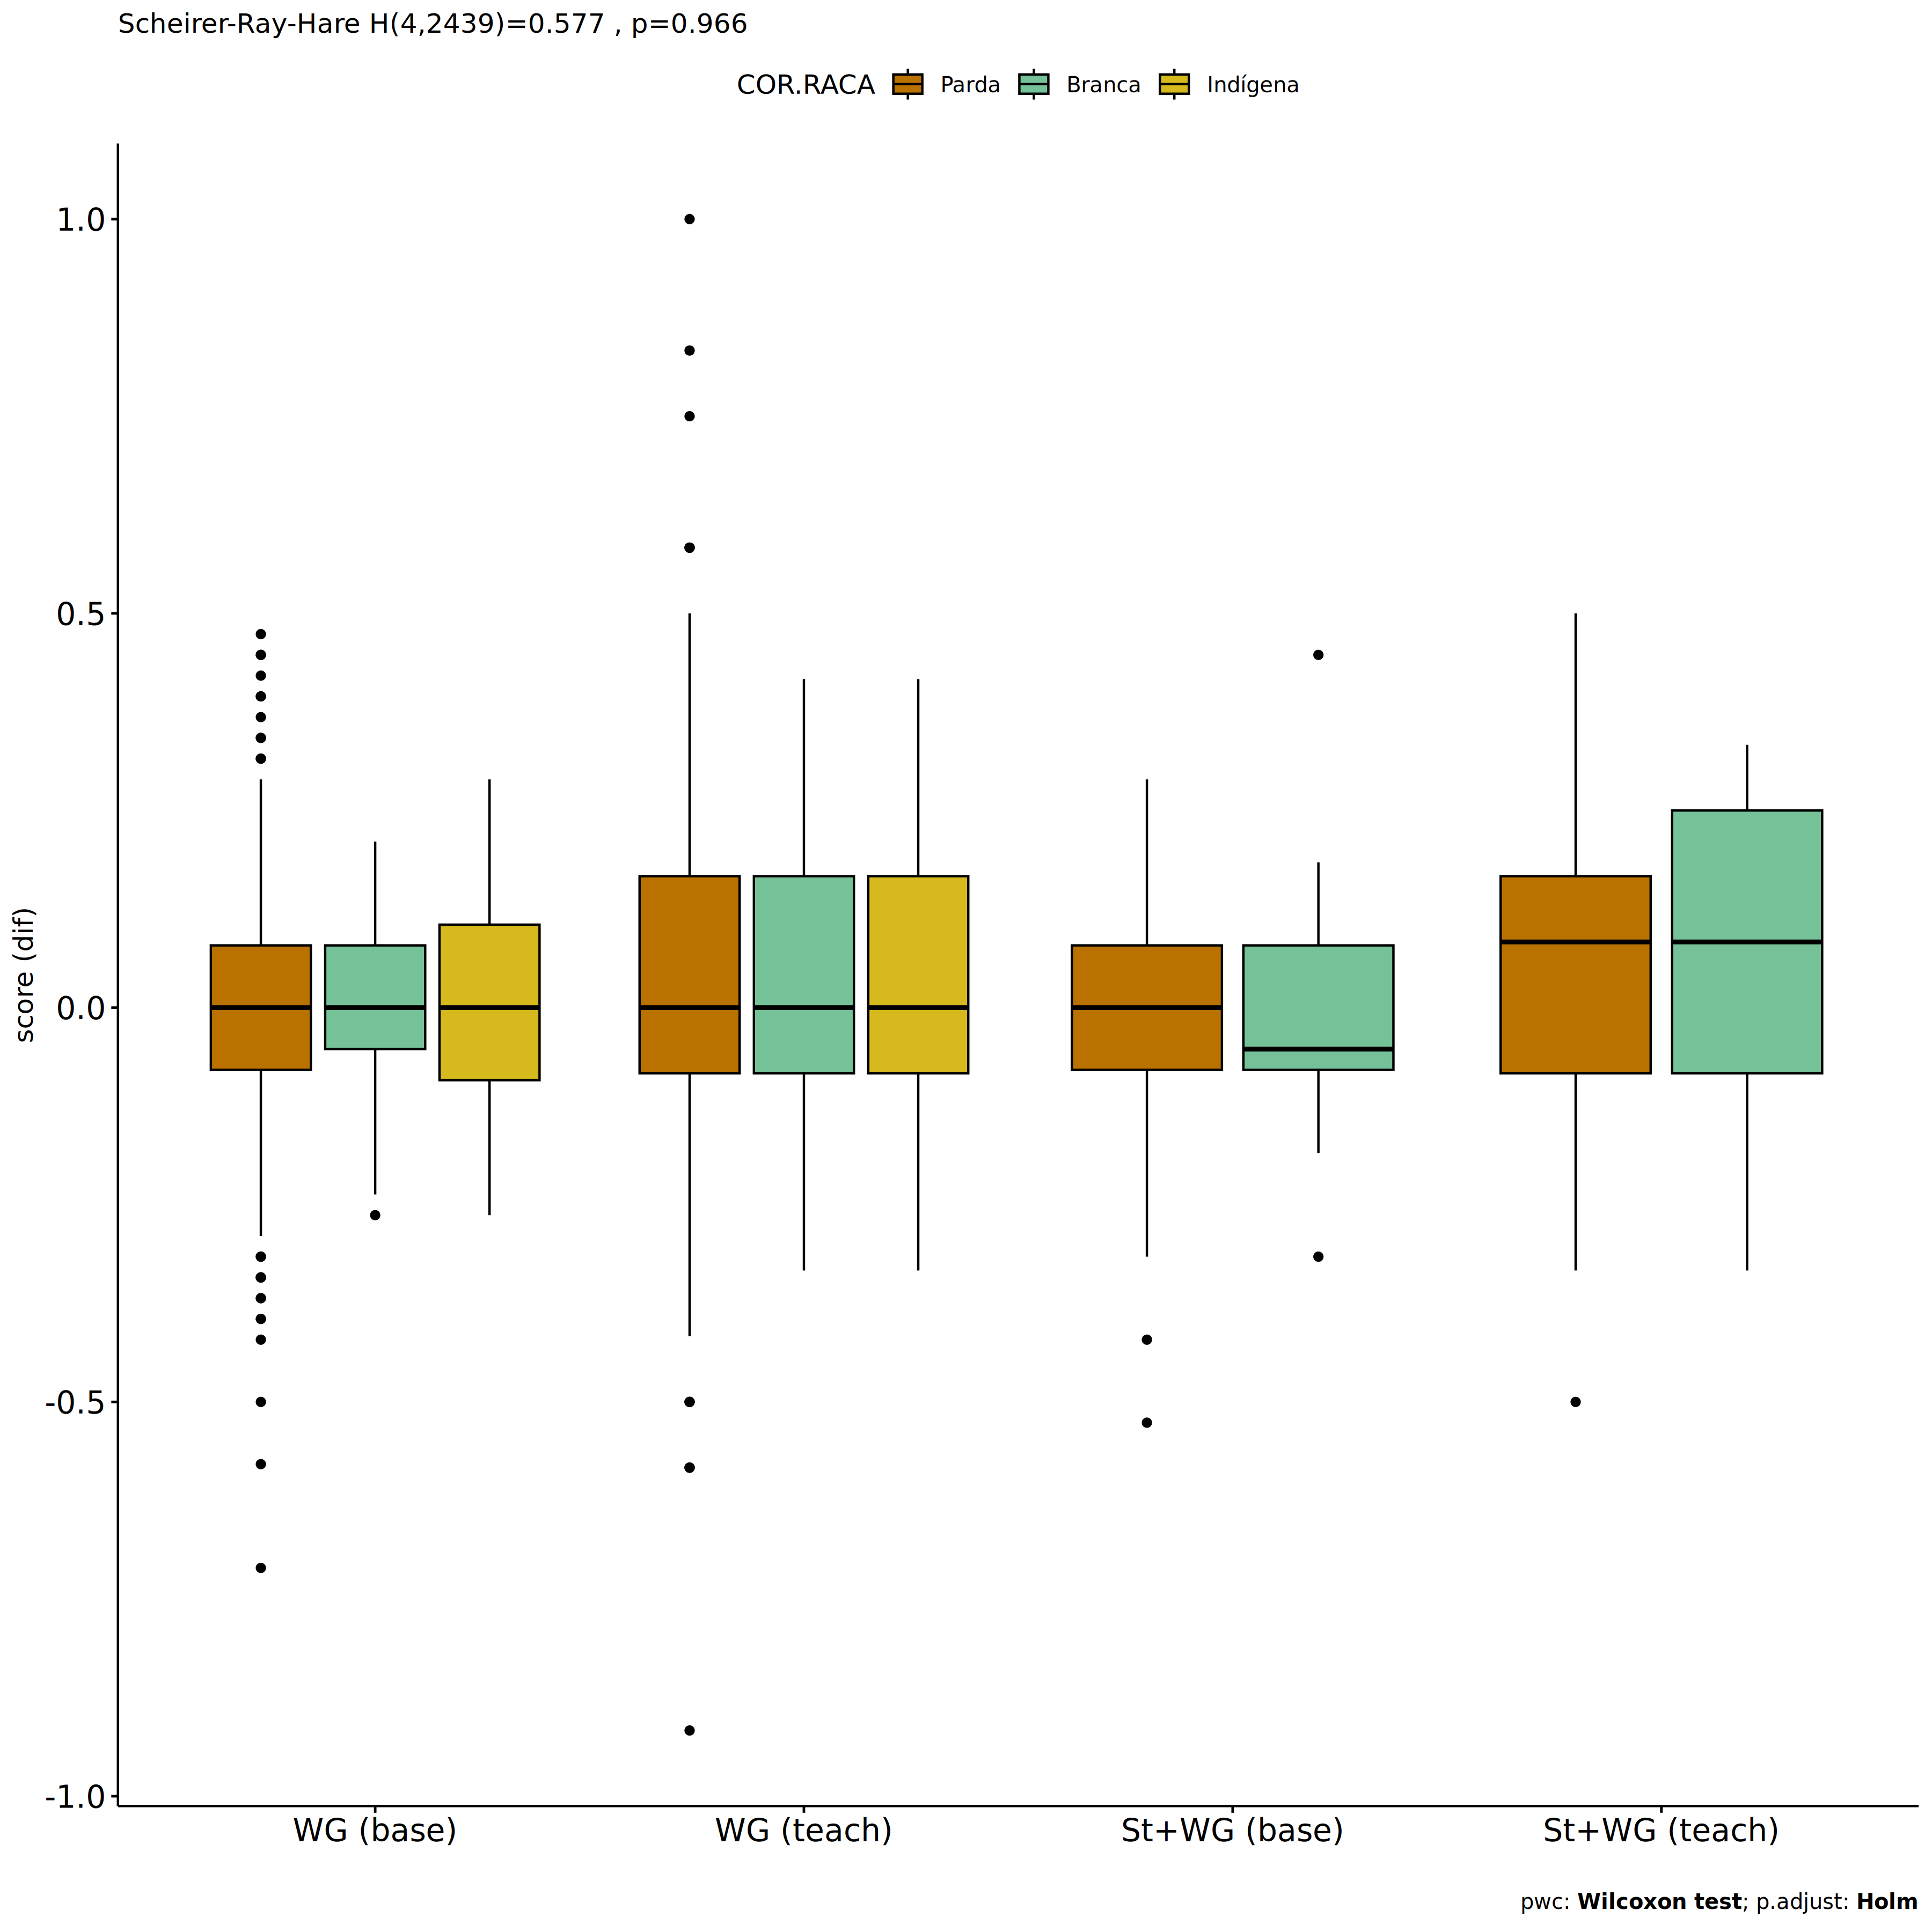 Scheirer-Ray-Hare H(4,2439)=0.577 , p=0.966
COR.RACA Parda Branca Indígena
1.0
0.5
0.0
-0.5
-1.0
score (dif)
WG (base) WG (teach) St+WG (base) St+WG (teach)
pwc: Wilcoxon test; p.adjust: Holm